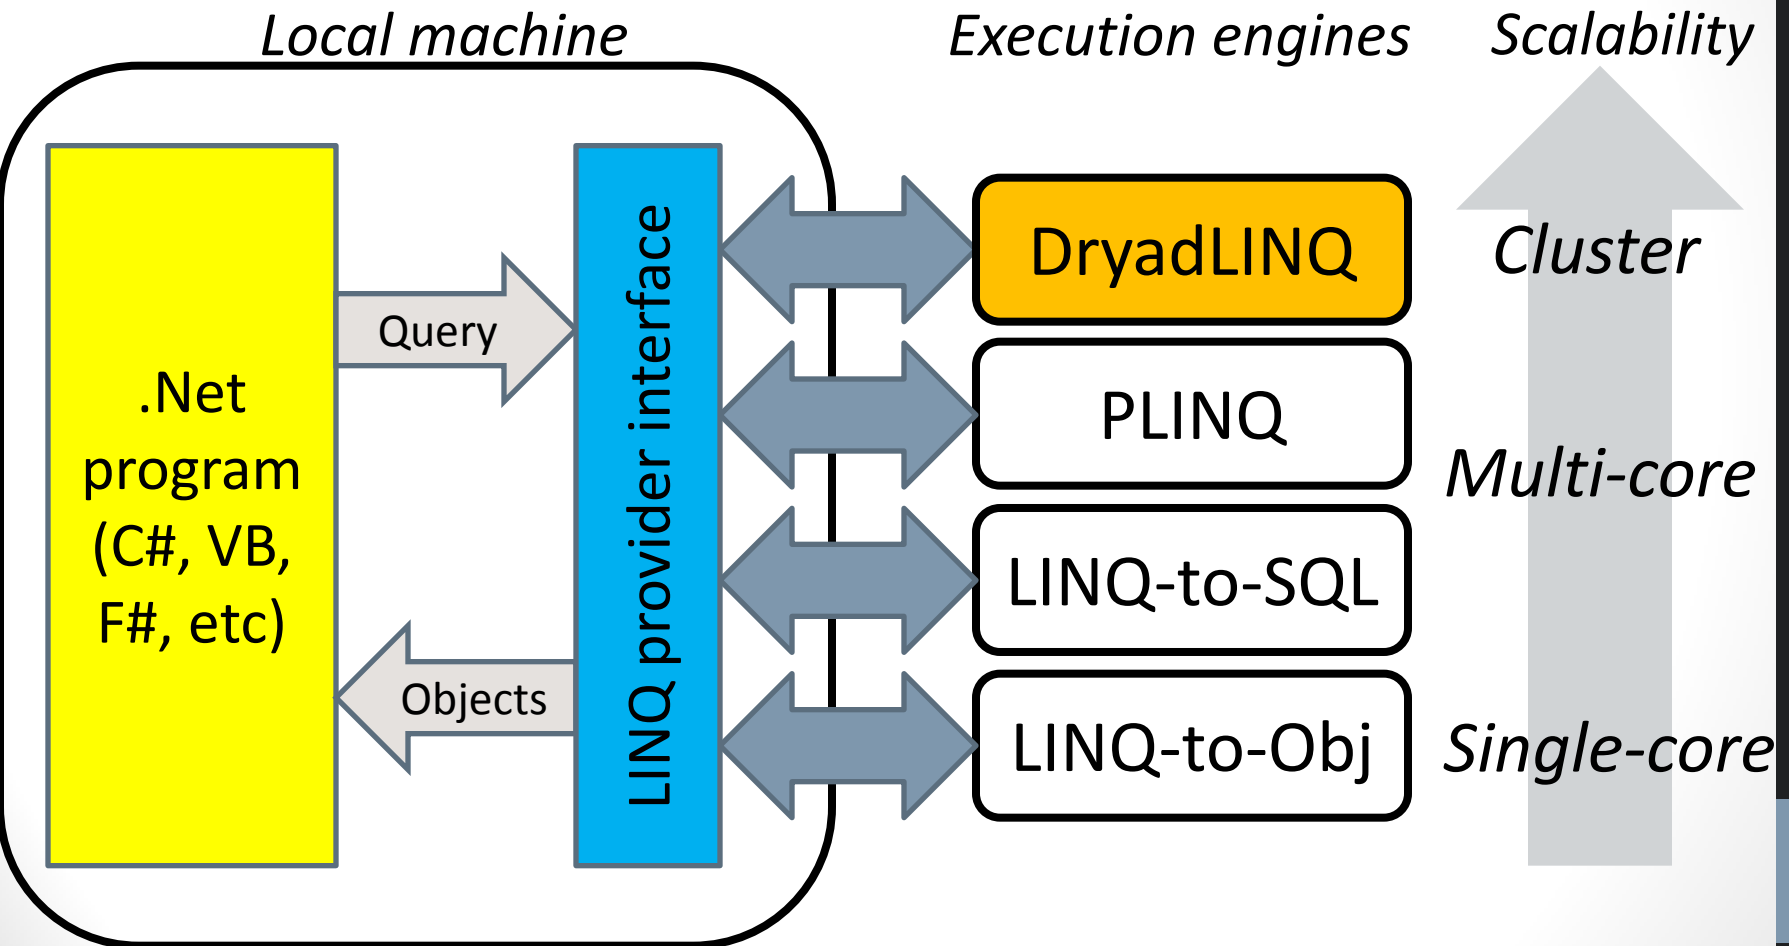 Local machine
Execution engines
Scalability
.Net
program
(C#, VB,
F#, etc)
Query
Objects
LINQ provider interface
DryadLINQ
PLINQ
LINQ-to-SQL
LINQ-to-Obj
Cluster
Multi-core
Single-core